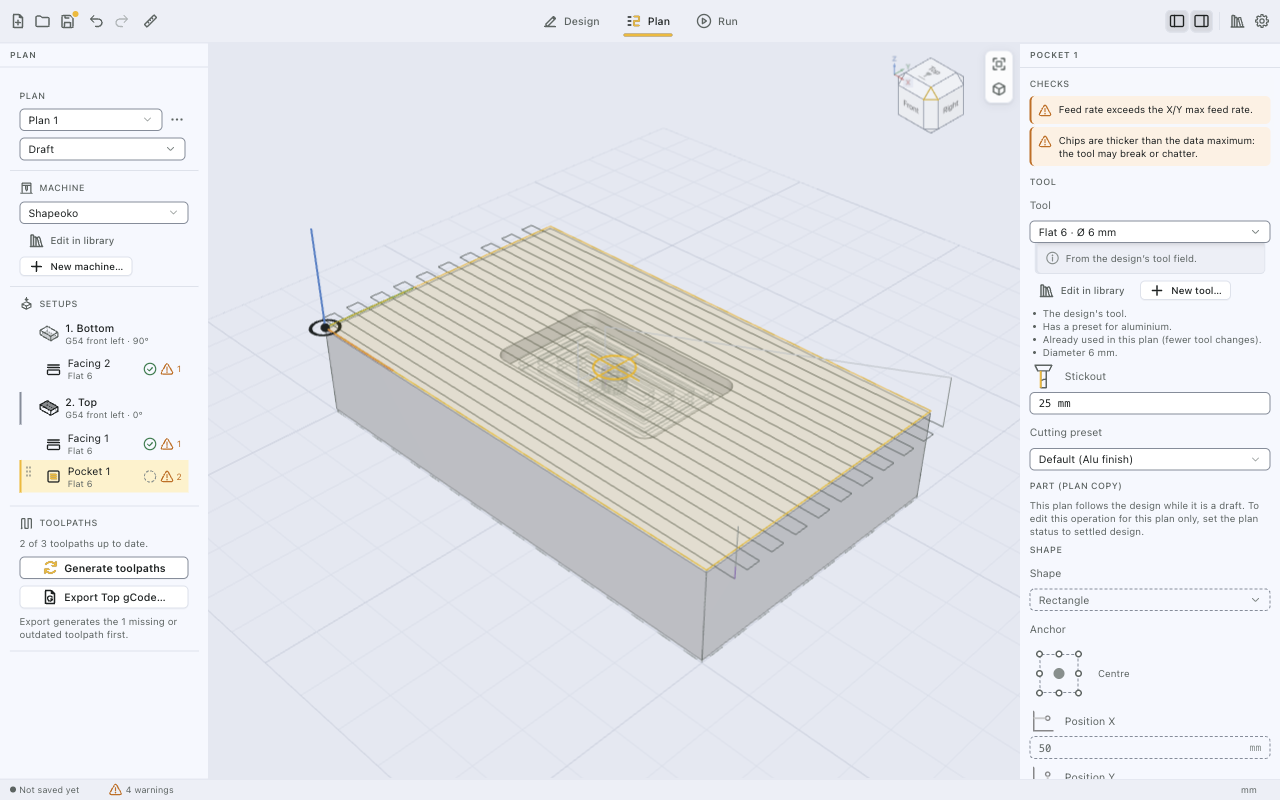 Design
Plan
Run
PLAN
PLAN
Plan 1
Draft
MACHINE
Shapeoko
Edit in library
New machine...
SETUPS
1. Bottom
G54 front left · 90°
Facing 2
Flat 6
1
2. Top
G54 front left · 0°
Facing 1
Flat 6
1
Pocket 1
Flat 6
2
TOOLPATHS
2 of 3 toolpaths up to date.
Generate toolpaths
Export Top gCode...
Export generates the 1 missing or
outdated toolpath first.
Z
Front
Right
POCKET 1
CHECKS
Feed rate exceeds the X/Y max feed rate.
Chips are thicker than the data maximum:
the tool may break or chatter.
TOOL
Tool
Flat 6 · Ø 6 mm
From the design's tool field.
Edit in library
New tool...
• The design's tool.
• Has a preset for aluminium.
• Already used in this plan (fewer tool changes).
• Diameter 6 mm.
Stickout
25 mm
Cutting preset
Default (Alu finish)
PART (PLAN COPY)
This plan follows the design while it is a draft. To
edit this operation for this plan only, set the plan
status to settled design.
SHAPE
Shape
Rectangle
Anchor
Centre
Position X
50 mm
Position Y
Not saved yet
4 warnings
mm